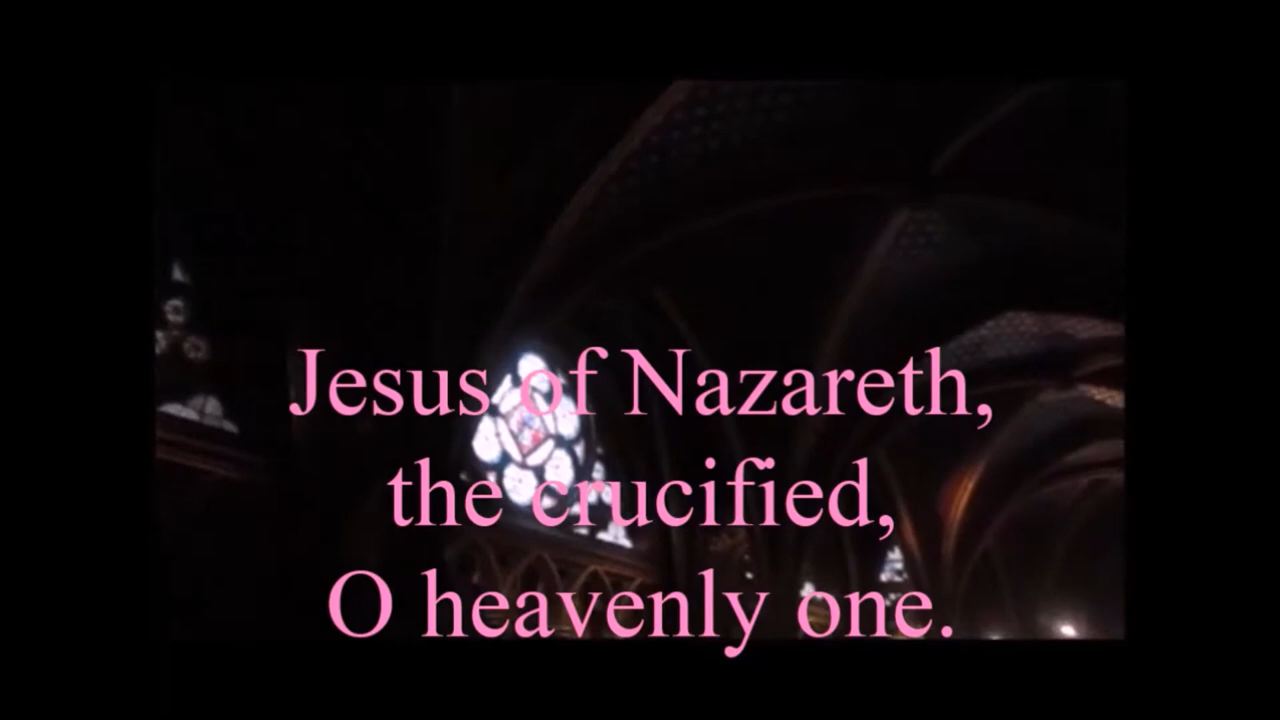 Jesus of Nazareth,
the crucified,
O heavenly one.